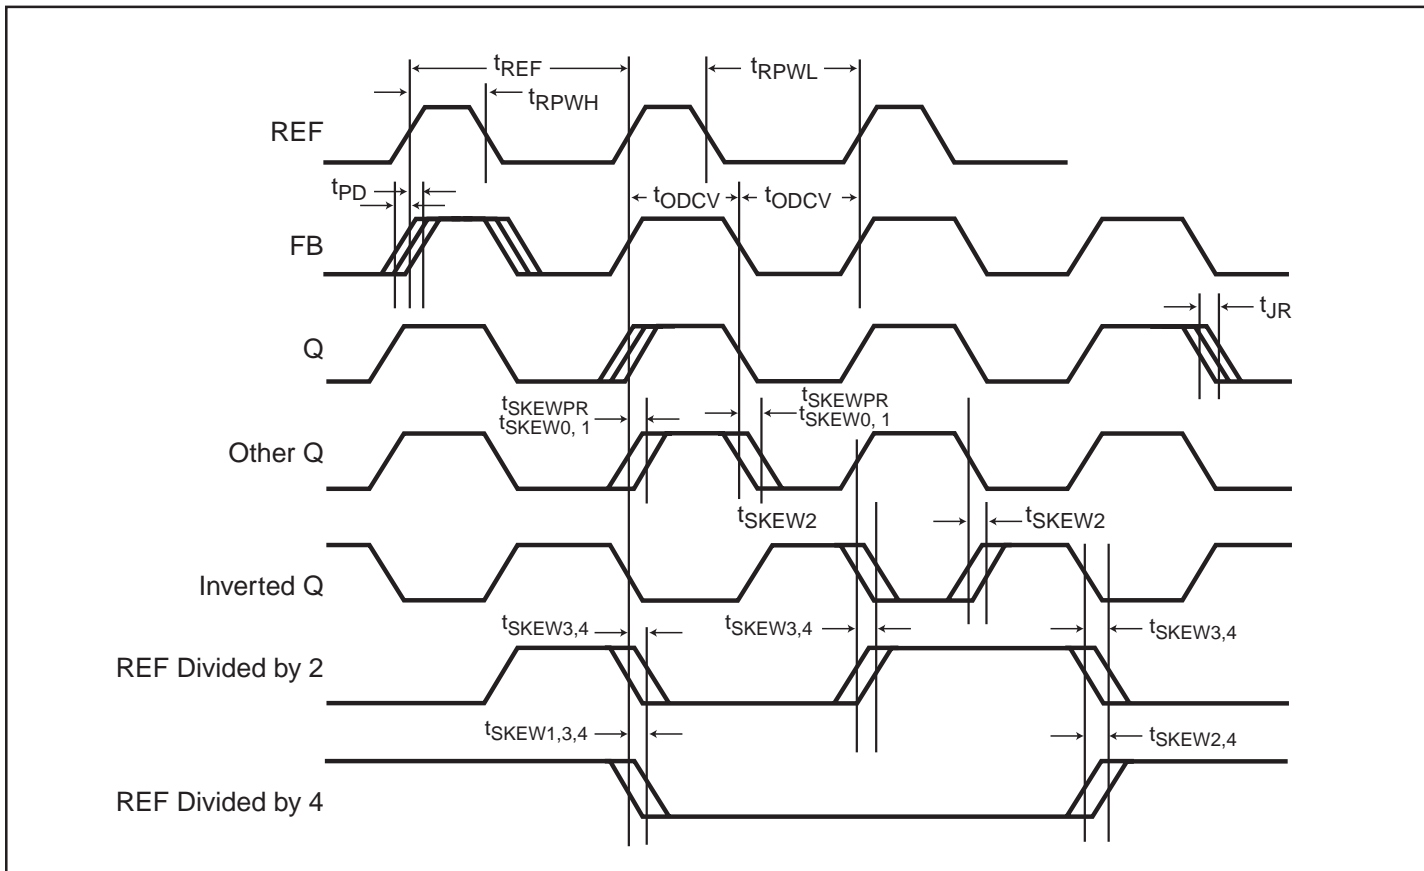 tREF
tRPWL
tRPWH
REF
tPD
tODCV
tODCV
FB
tJR
Q
tSKEWPR
tSKEW0, 1
tSKEWPR
tSKEW0, 1
Other Q
tSKEW2
tSKEW2
Inverted Q
tSKEW3,4
tSKEW3,4
tSKEW3,4
REF Divided by 2
tSKEW1,3,4
tSKEW2,4
REF Divided by 4